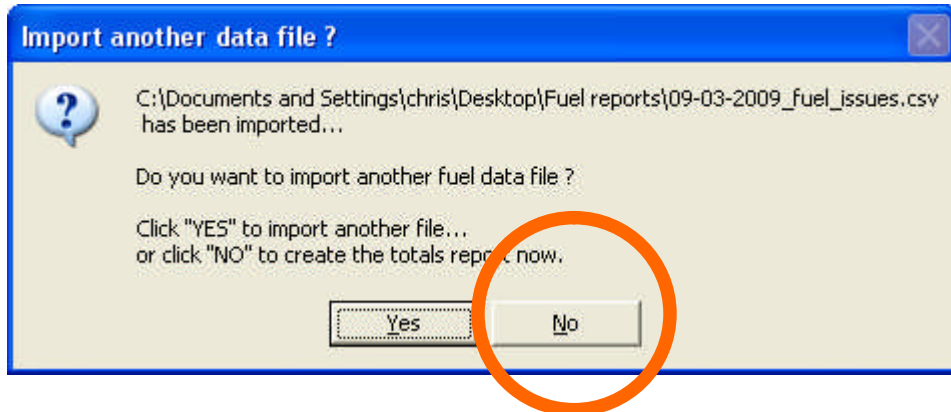 Import another data file ?
C:\Documents and Settings\chris\Desktop\Fuel reports\09-03-2009_fuel_issues.csv
has been imported...
Do you want to import another fuel data file ?
Click "YES" to import another file...
or click "NO" to create the totals report now.
Yes No